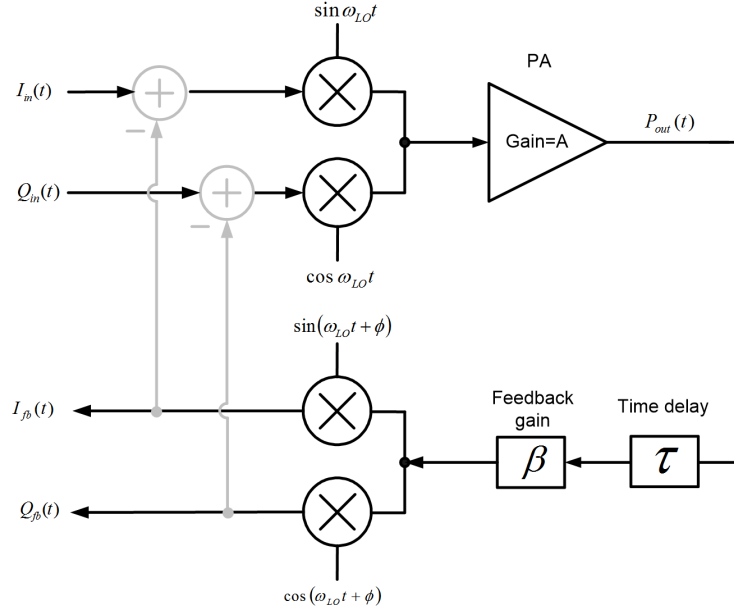 sin ω_LO t
PA
I_in(t)
+
−
Gain=A
P_out(t)
Q_in(t)
+
−
cos ω_LO t
sin(ω_LO t + ϕ)
Feedback
gain
Time delay
I_fb(t)
β
τ
Q_fb(t)
cos(ω_LO t + ϕ)